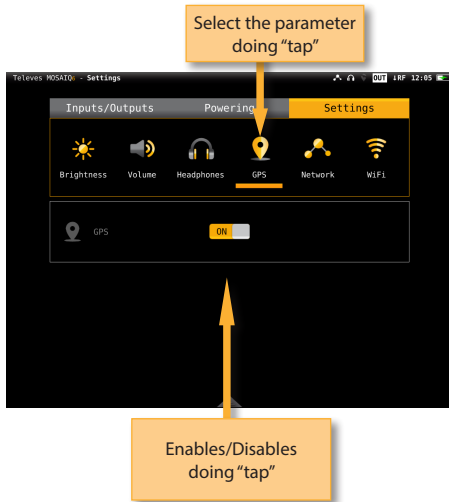 Select the parameter
doing “tap”
Televes MOSAIQ6 - Settings OUT ↓RF 12:05
Inputs/Outputs Powering Settings
Brightness Volume Headphones GPS Network WiFi
GPS ON
Enables/Disables
doing “tap”